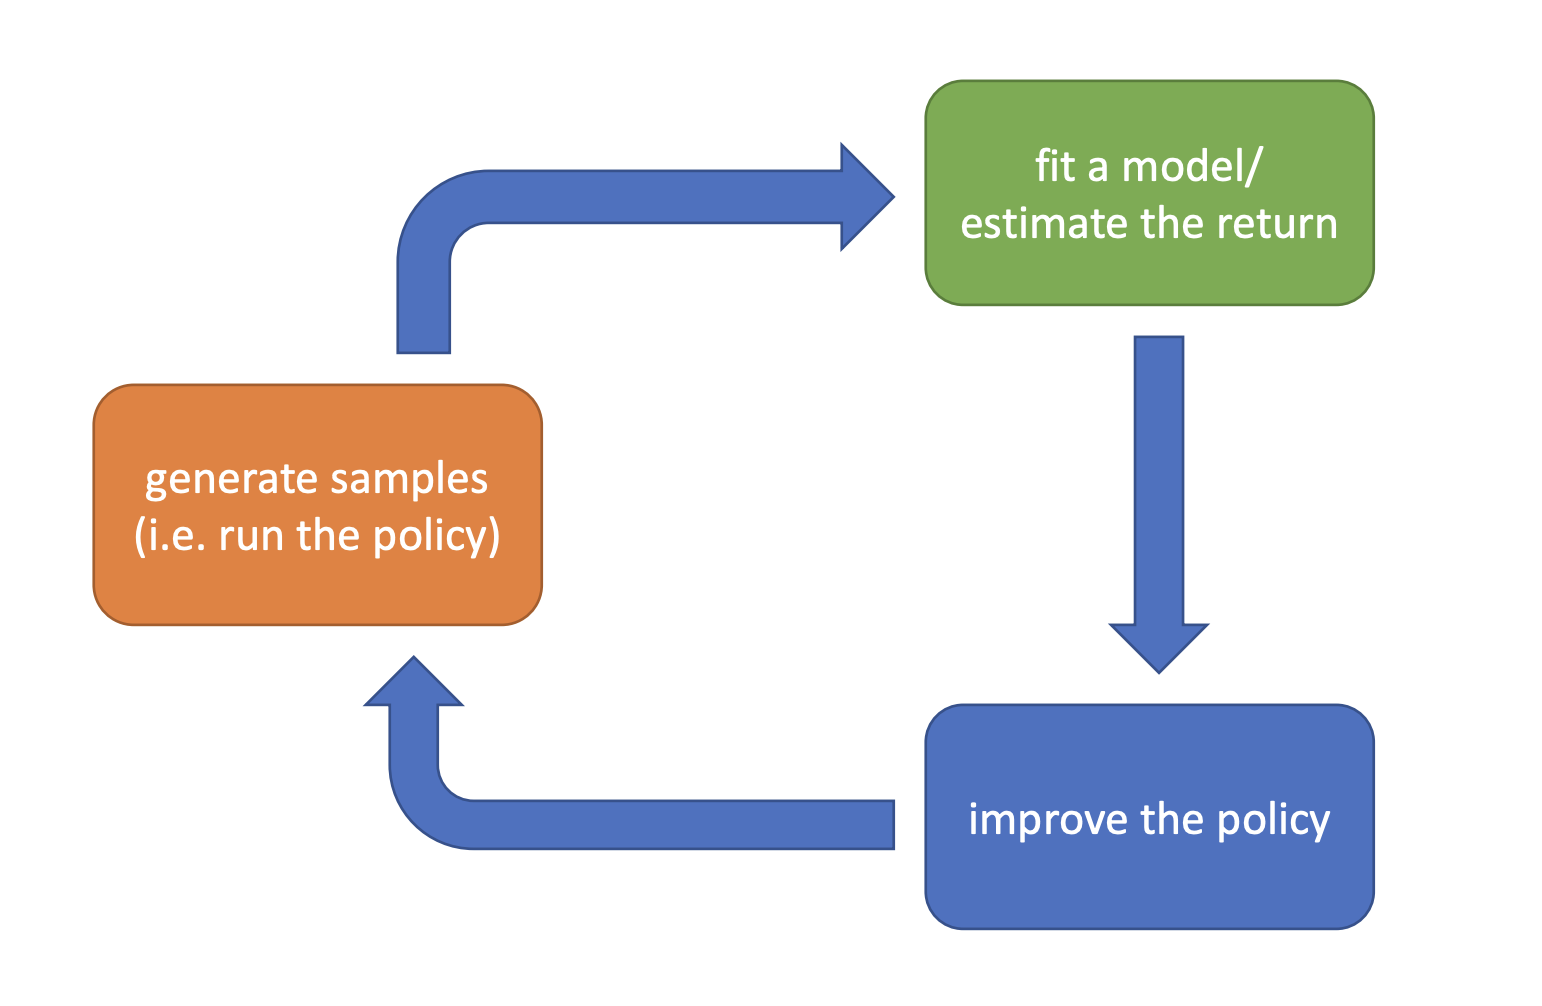 fit a model/
estimate the return
generate samples
(i.e. run the policy)
improve the policy